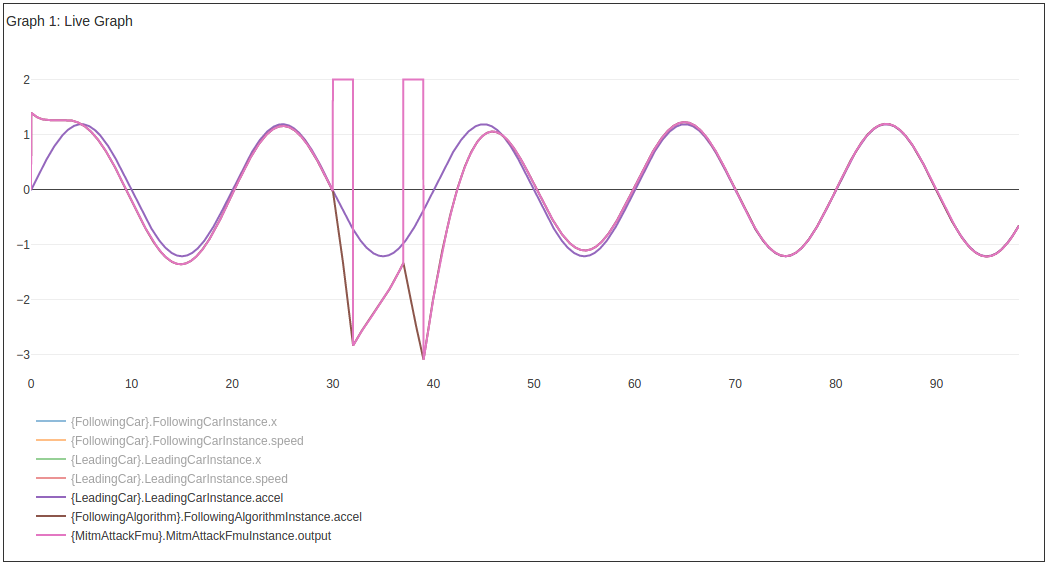 Graph 1: Live Graph
2
1
0
−1
−2
−3
0 10 20 30 40 50 60 70 80 90
{FollowingCar}.FollowingCarInstance.x
{FollowingCar}.FollowingCarInstance.speed
{LeadingCar}.LeadingCarInstance.x
{LeadingCar}.LeadingCarInstance.speed
{LeadingCar}.LeadingCarInstance.accel
{FollowingAlgorithm}.FollowingAlgorithmInstance.accel
{MitmAttackFmu}.MitmAttackFmuInstance.output